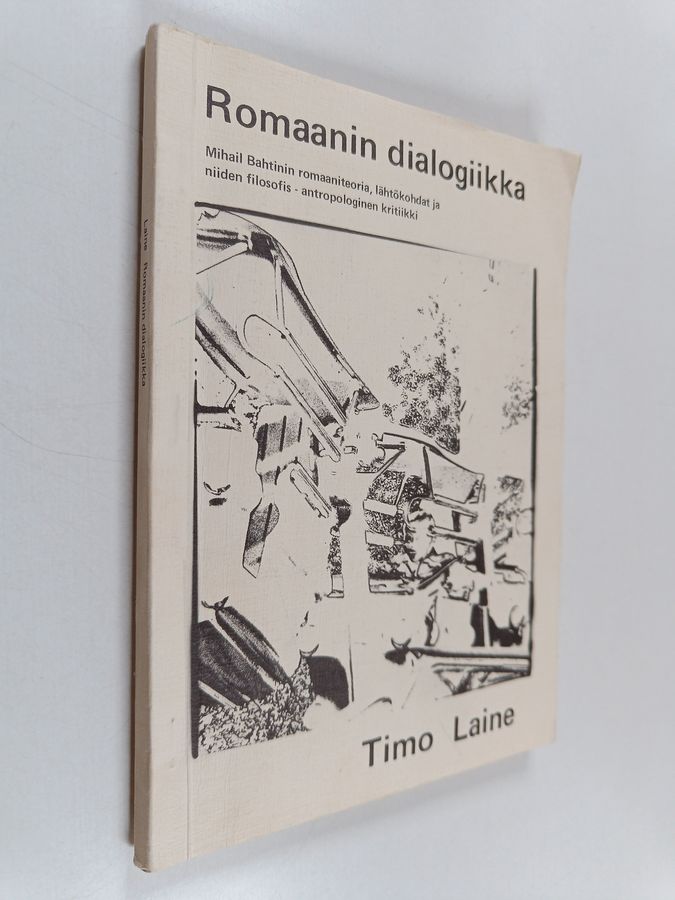 Romaanin dialogiikka
Mihail Bahtinin romaaniteoria, lähtökohdat ja
niiden filosofis - antropologinen kritiikki
Timo Laine
Laine Romaanin dialogiikka